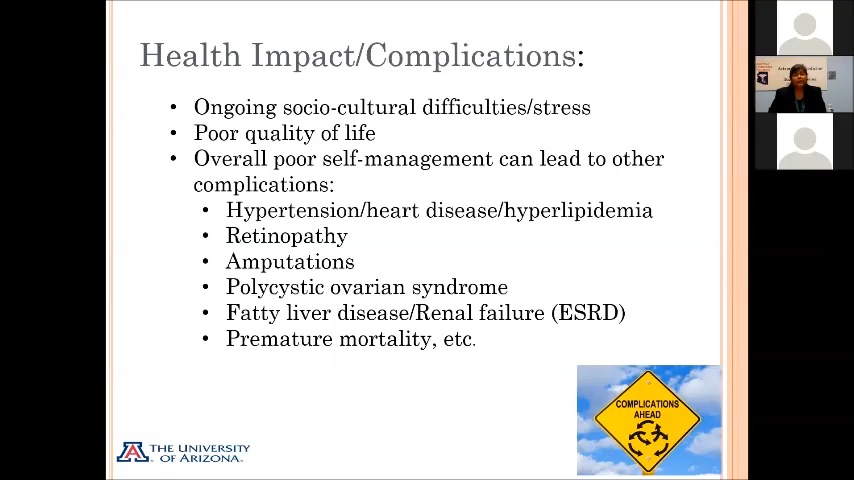 Health Impact/Complications:
• Ongoing socio-cultural difficulties/stress
• Poor quality of life
• Overall poor self-management can lead to other
complications:
• Hypertension/heart disease/hyperlipidemia
• Retinopathy
• Amputations
• Polycystic ovarian syndrome
• Fatty liver disease/Renal failure (ESRD)
• Premature mortality, etc.
COMPLICATIONS
AHEAD
THE UNIVERSITY
OF ARIZONA